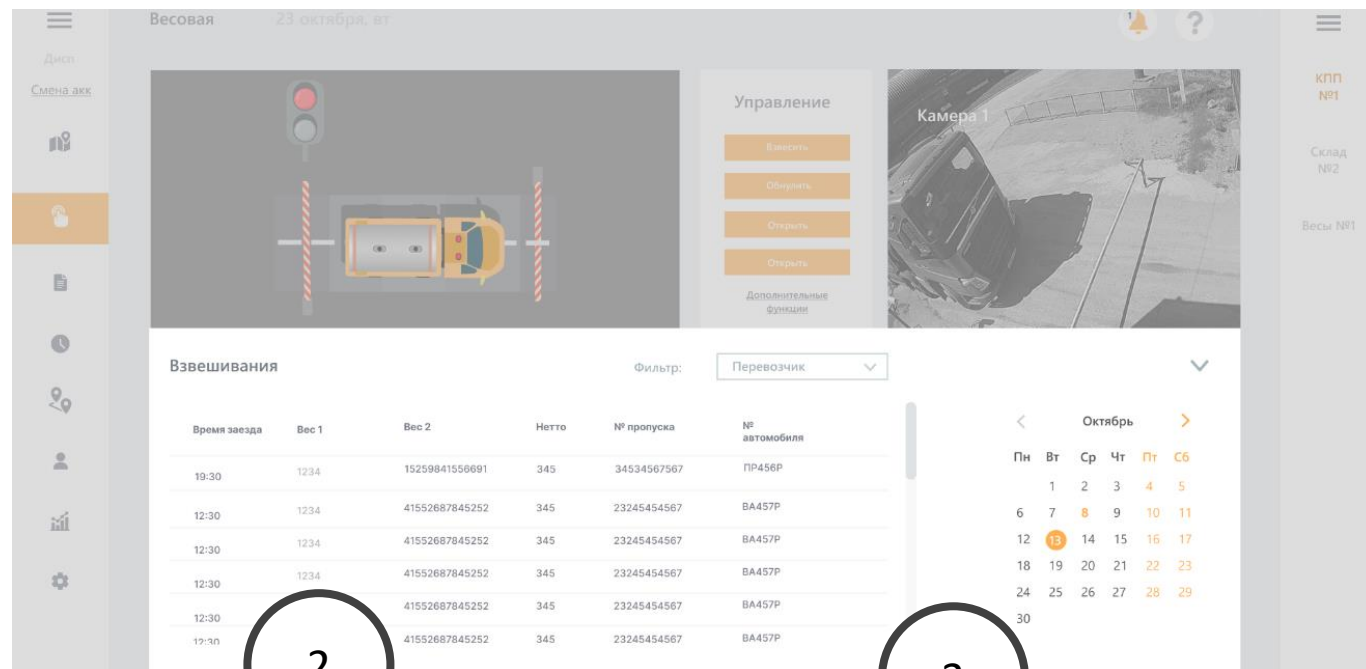 Весовая 23 октября, вт 1 ?
Дисп
Смена акк
КПП
№1
Склад
№2
Весы №1
Управление
Взвесить
Обнулить
Открыть
Открыть
Дополнительные
функции
Камера 1
Взвешивания Фильтр: Перевозчик
Время заезда Вес 1 Вес 2 Нетто № пропуска №
автомобиля
19:30 1234 15259841556691 345 34534567567 ПР456Р
12:30 1234 41552687845252 345 23245454567 ВА457Р
12:30 1234 41552687845252 345 23245454567 ВА457Р
12:30 1234 41552687845252 345 23245454567 ВА457Р
12:30 41552687845252 345 23245454567 ВА457Р
12:30 41552687845252 345 23245454567 ВА457Р
Октябрь
Пн Вт Ср Чт Пт Сб
1 2 3 4 5
6 7 8 9 10 11
12 13 14 15 16 17
18 19 20 21 22 23
24 25 26 27 28 29
30